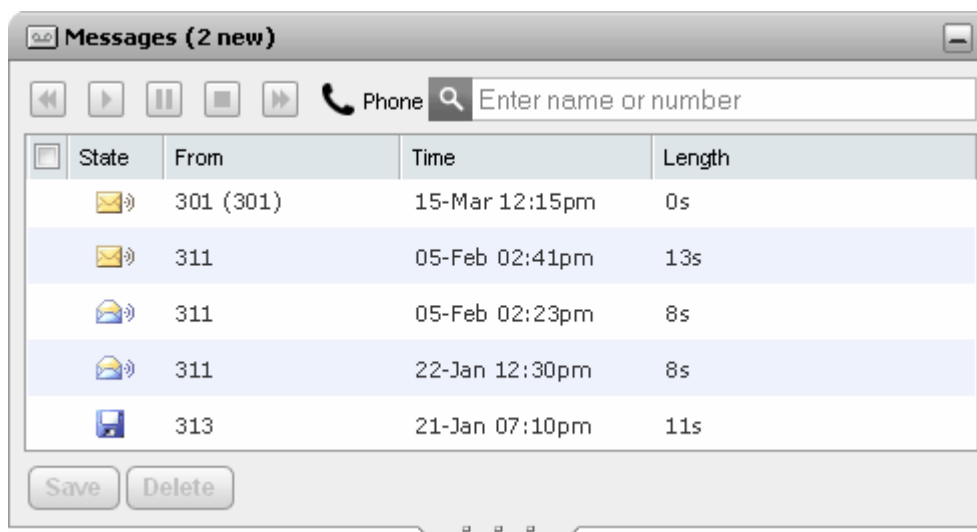 Messages (2 new)
Phone Enter name or number
State From Time Length
301 (301) 15-Mar 12:15pm 0s
311 05-Feb 02:41pm 13s
311 05-Feb 02:23pm 8s
311 22-Jan 12:30pm 8s
313 21-Jan 07:10pm 11s
Save Delete